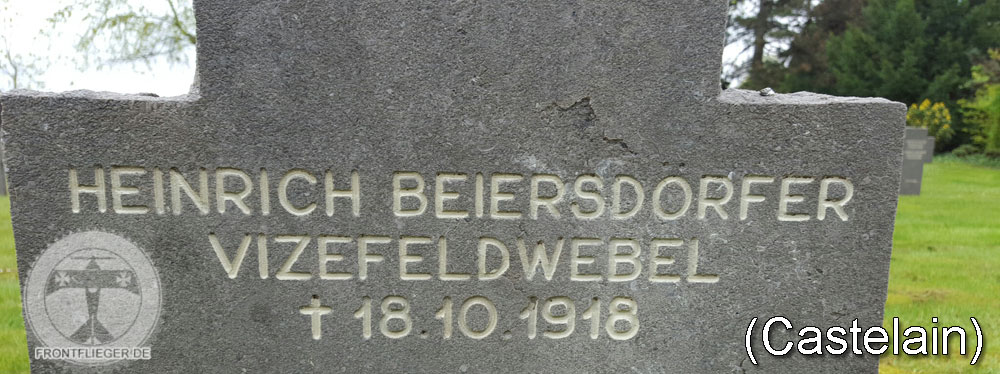 HEINRICH BEIERSDORFER
VIZEFELDWEBEL
† 18.10.1918
FRONTFLIEGER.DE
(Castelain)